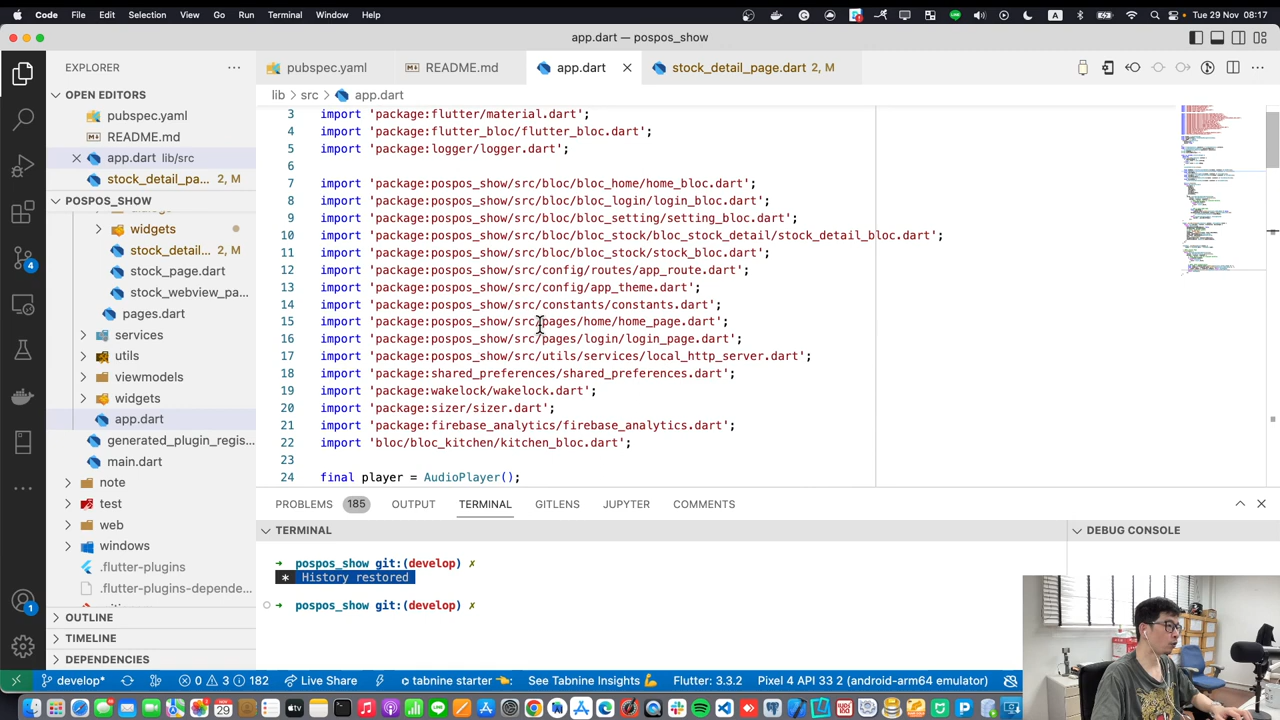 Code File Edit Selection View Go Run Terminal Window Help
Tue 29 Nov 08:17
app.dart — pospos_show
EXPLORER
pubspec.yaml
README.md
app.dart
stock_detail_page.dart 2, M
OPEN EDITORS
pubspec.yaml
README.md
app.dart lib/src
stock_detail_pa... 2, M
POSPOS_SHOW
widgets
stock_detail... 2, M
stock_page.dart
stock_webview_pa...
pages.dart
services
utils
viewmodels
widgets
app.dart
generated_plugin_regis...
main.dart
note
test
web
windows
.flutter-plugins
.flutter-plugins-depende...
OUTLINE
TIMELINE
DEPENDENCIES
4
1
lib > src > app.dart
3 import 'package:flutter/material.dart';
4 import 'package:flutter_bloc/flutter_bloc.dart';
5 import 'package:logger/logger.dart';
6
7 import 'package:pospos_show/src/bloc/bloc_home/home_bloc.dart';
8 import 'package:pospos_show/src/bloc/bloc_login/login_bloc.dart';
9 import 'package:pospos_show/src/bloc/bloc_setting/setting_bloc.dart';
10 import 'package:pospos_show/src/bloc/bloc_stock/bloc_stock_detail/stock_detail_bloc.dart';
11 import 'package:pospos_show/src/bloc/bloc_stock/stock_bloc.dart';
12 import 'package:pospos_show/src/config/routes/app_route.dart';
13 import 'package:pospos_show/src/config/app_theme.dart';
14 import 'package:pospos_show/src/constants/constants.dart';
15 import 'package:pospos_show/src/pages/home/home_page.dart';
16 import 'package:pospos_show/src/pages/login/login_page.dart';
17 import 'package:pospos_show/src/utils/services/local_http_server.dart';
18 import 'package:shared_preferences/shared_preferences.dart';
19 import 'package:wakelock/wakelock.dart';
20 import 'package:sizer/sizer.dart';
21 import 'package:firebase_analytics/firebase_analytics.dart';
22 import 'bloc/bloc_kitchen/kitchen_bloc.dart';
23
24 final player = AudioPlayer();
PROBLEMS 185 OUTPUT TERMINAL GITLENS JUPYTER COMMENTS
TERMINAL
DEBUG CONSOLE
→ pospos_show git:(develop) ✗
* History restored
→ pospos_show git:(develop) ✗
develop* 0 3 182 Live Share tabnine starter See Tabnine Insights Flutter: 3.3.2 Pixel 4 API 33 2 (android-arm64 emulator)